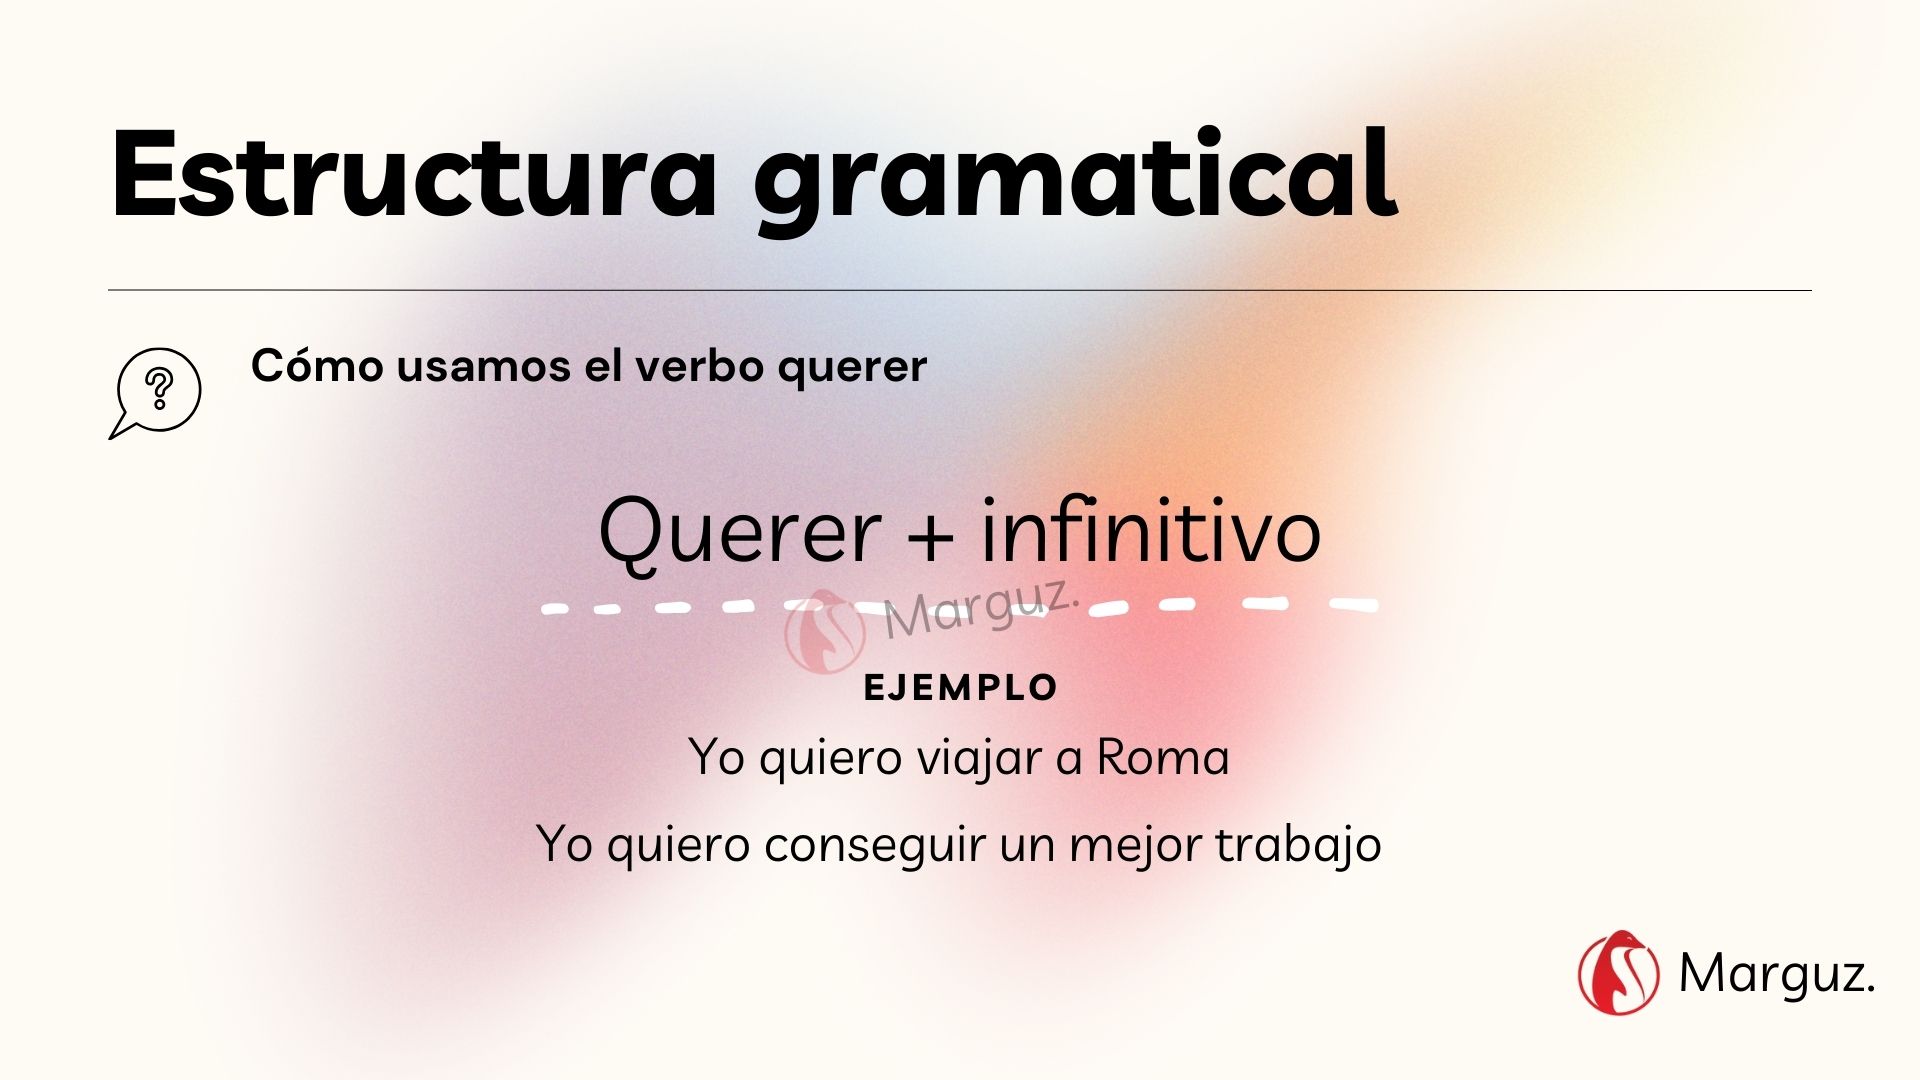 Estructura gramatical
?
Cómo usamos el verbo querer
Querer + infinitivo
Marguz.
EJEMPLO
Yo quiero viajar a Roma
Yo quiero conseguir un mejor trabajo
Marguz.